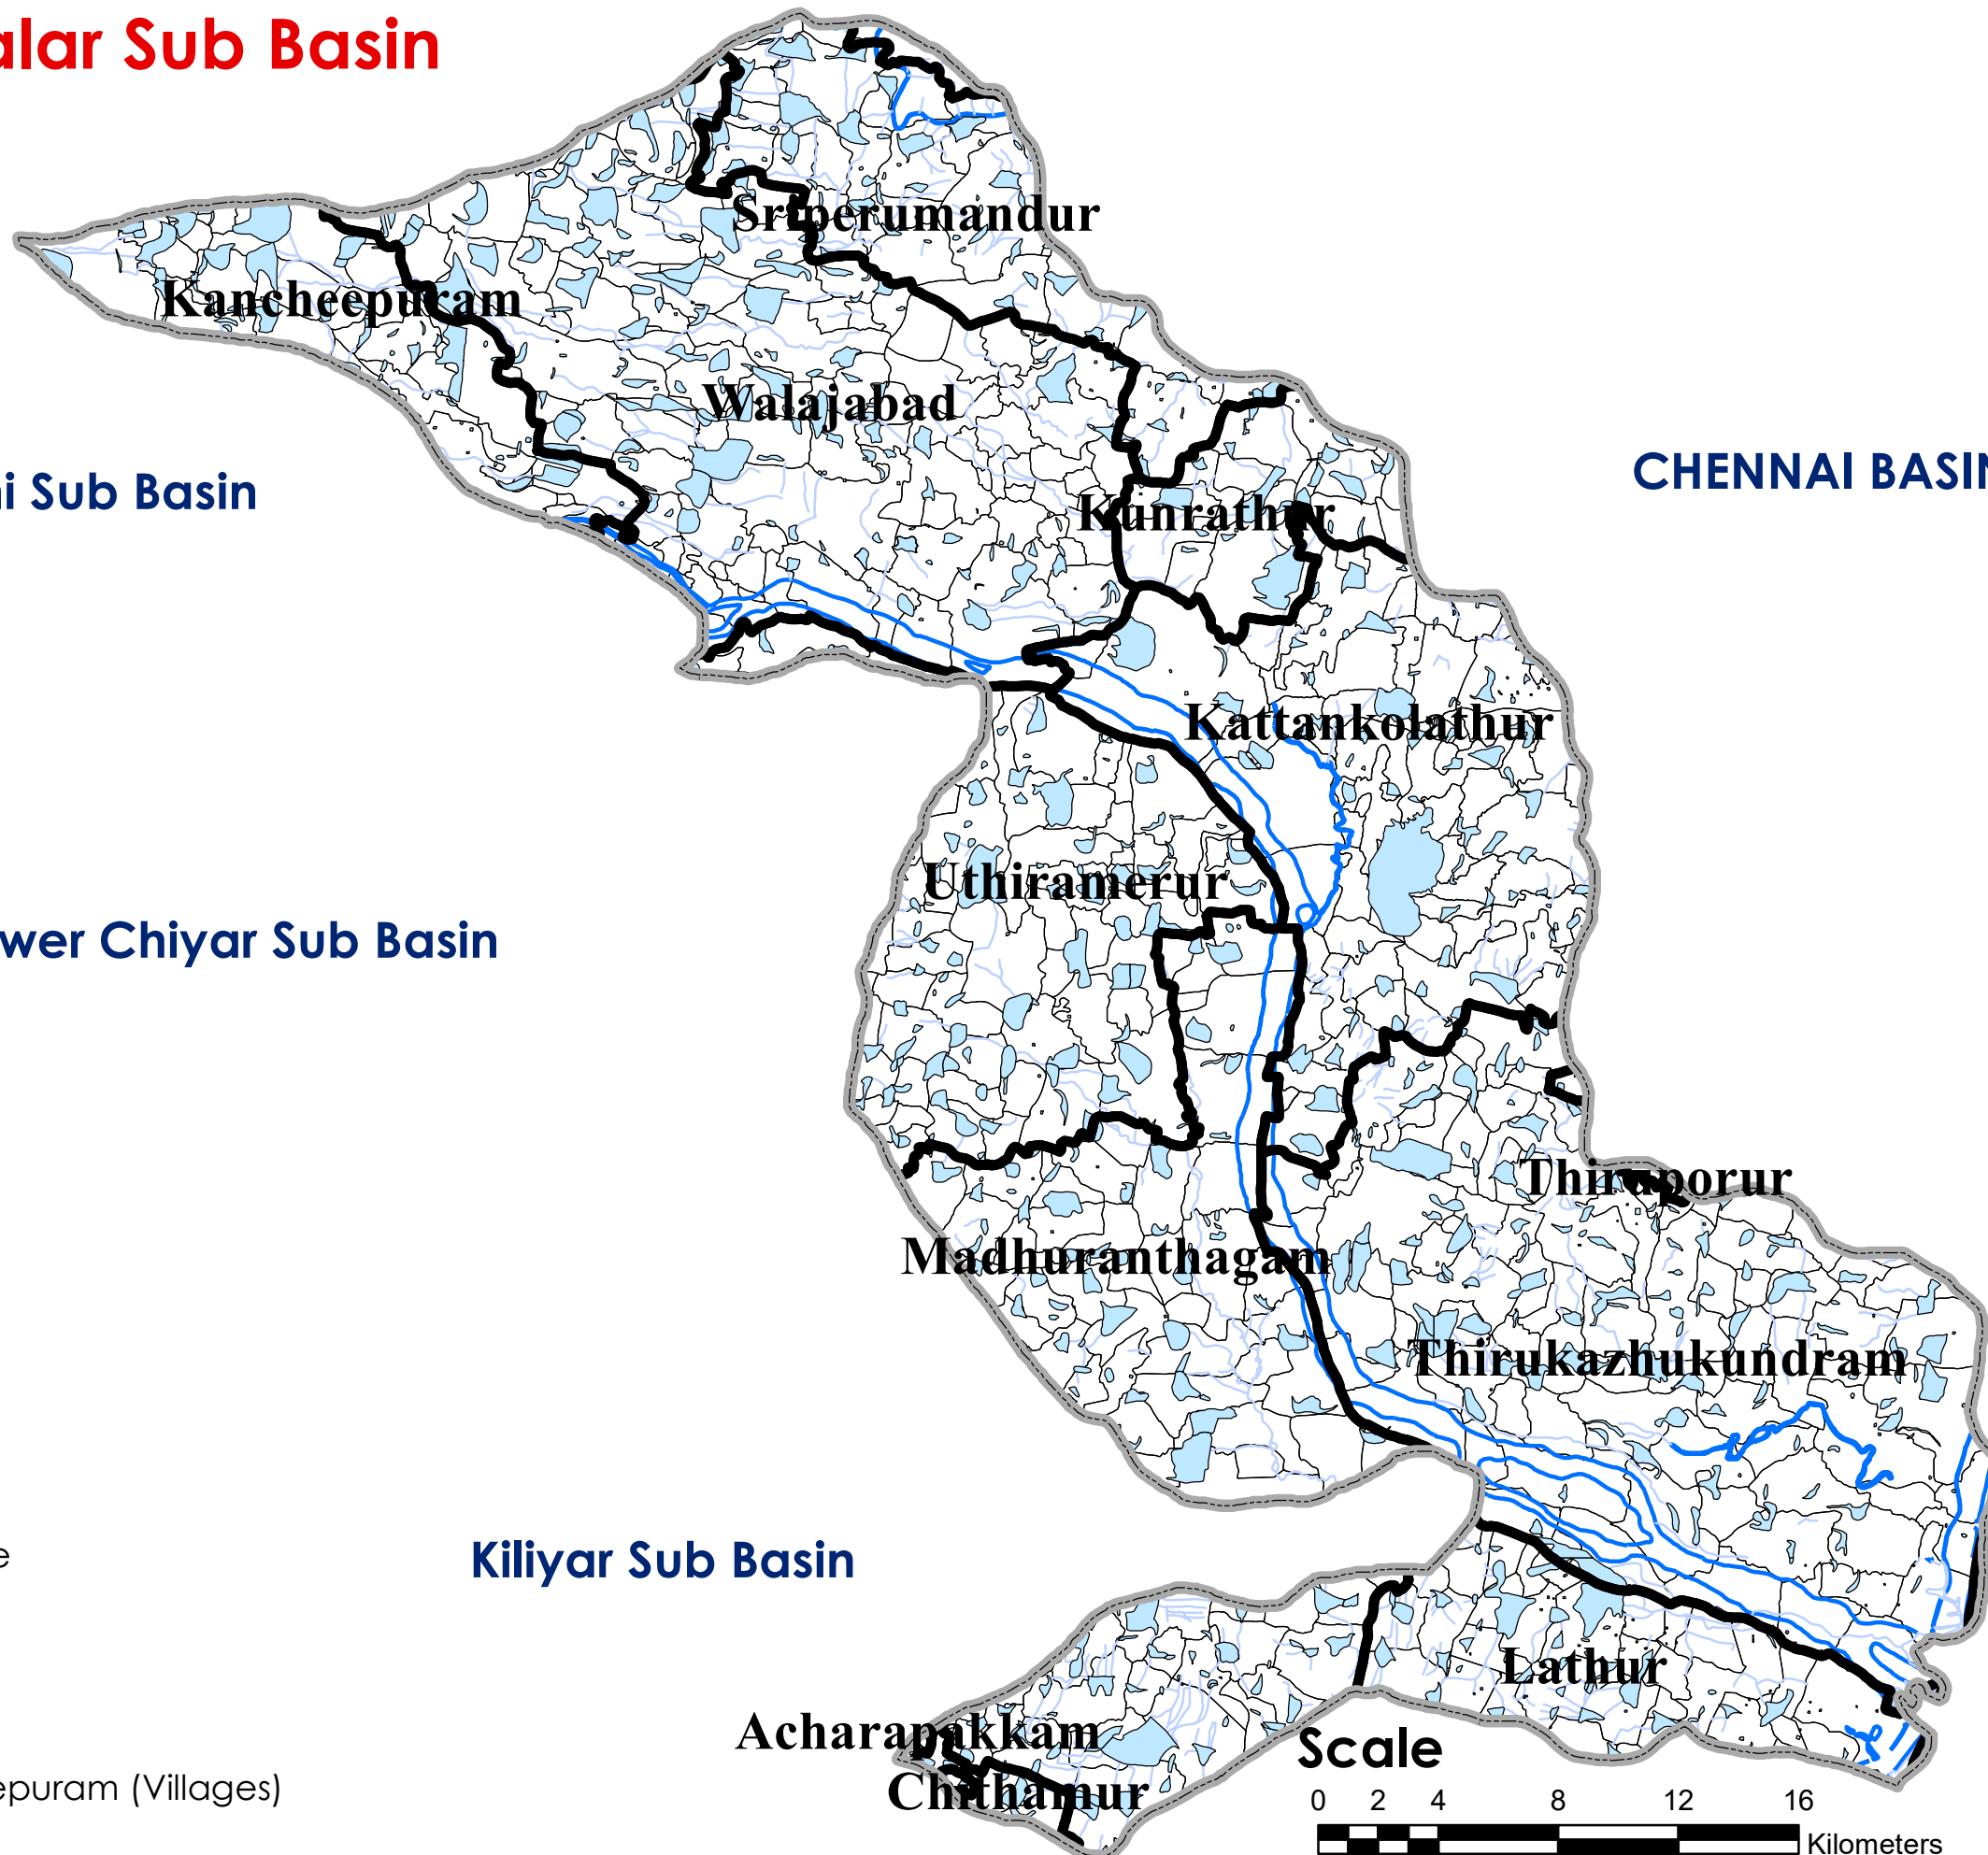 alar Sub Basin
Sriperumandur
Kancheepuram
Walajabad
CHENNAI BASIN
i Sub Basin
Kunrathur
Kattankolathur
Uthiramerur
wer Chiyar Sub Basin
Thiruporur
Madhuranthagam
Thirukazhukundram
e
Kiliyar Sub Basin
Lathur
Acharapakkam
Scale
Chithamur
epuram (Villages)
0 2 4 8 12 16
Kilometers